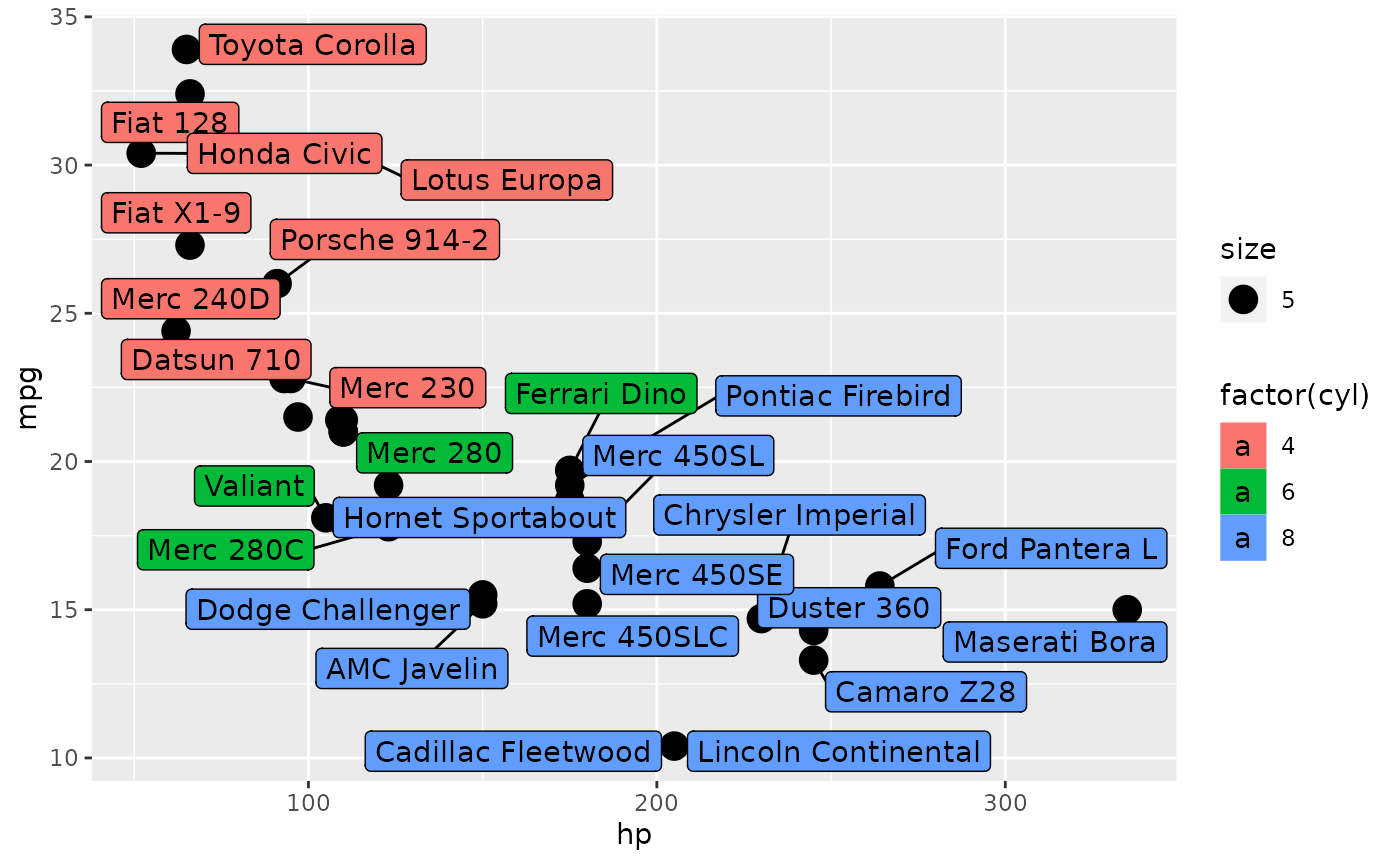 35
30
25
20
15
10
mpg
Toyota Corolla
Fiat 128
Honda Civic
Lotus Europa
Fiat X1-9
Porsche 914-2
Merc 240D
Datsun 710
Merc 230
Ferrari Dino
Pontiac Firebird
Merc 280
Merc 450SL
Valiant
Hornet Sportabout
Chrysler Imperial
Merc 280C
Ford Pantera L
Merc 450SE
Dodge Challenger
Duster 360
Merc 450SLC
Maserati Bora
AMC Javelin
Camaro Z28
Cadillac Fleetwood
Lincoln Continental
100
200
300
hp
size
5
factor(cyl)
a 4
a 6
a 8